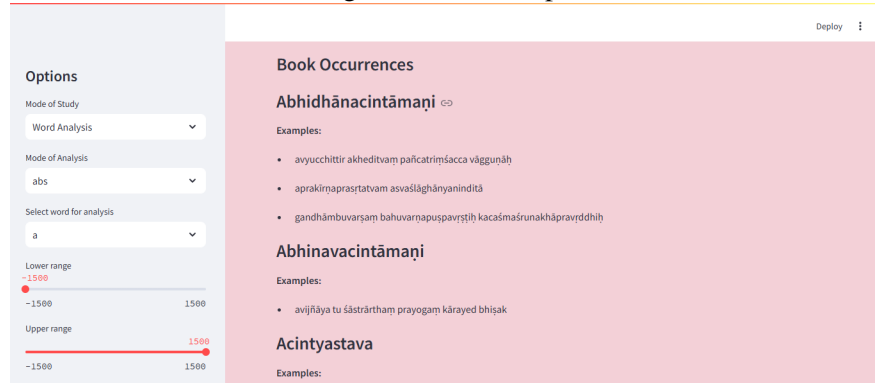 Deploy
Options
Mode of Study
Word Analysis
Mode of Analysis
abs
Select word for analysis
a
Lower range
-1500
-1500 1500
Upper range
1500
-1500 1500
Book Occurrences
Abhidhānacintāmaṇi
Examples:
• avyucchittir akheditvaṃ pañcatriṃśacca vāgguṇāḥ
• aprakīrṇaprasṛtatvam asvaślāghānyaninditā
• gandhāmbuvarṣaṃ bahuvarṇapuṣpavṛṣṭiḥ kacaśmaśrunakhāpravṛddhiḥ
Abhinavacintāmaṇi
Examples:
• avijñāya tu śāstrārthaṃ prayogaṃ kārayed bhiṣak
Acintyastava
Examples: